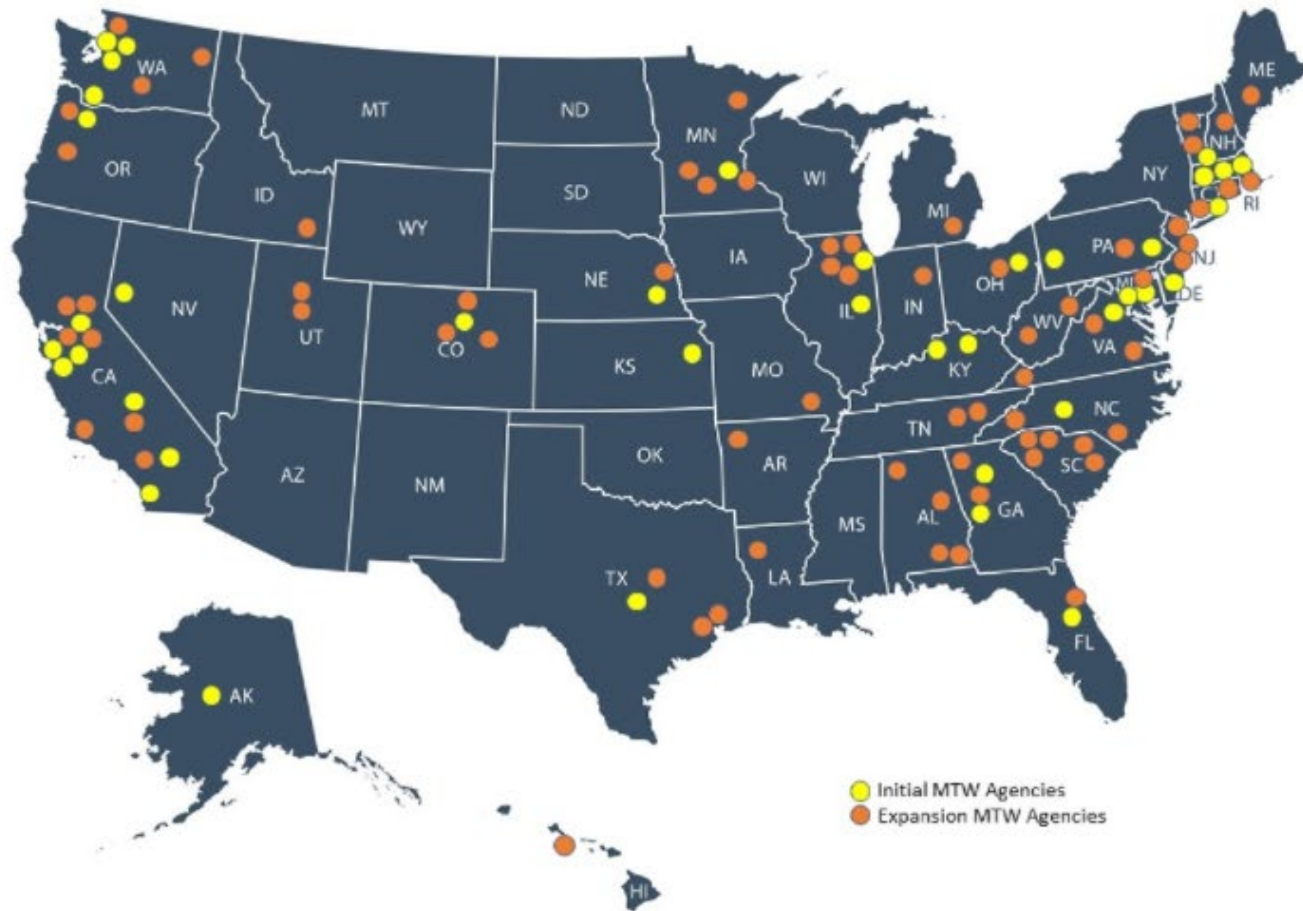 WA
MT
ND
MN
ME
OR
ID
SD
WI
NY
NH
WY
MI
RI
NE
IA
PA
NJ
NV
UT
CO
IL
IN
OH
DE
WV
VA
CA
KS
MO
KY
AZ
NM
OK
AR
TN
NC
SC
TX
LA
MS
AL
GA
FL
AK
HI
Initial MTW Agencies
Expansion MTW Agencies